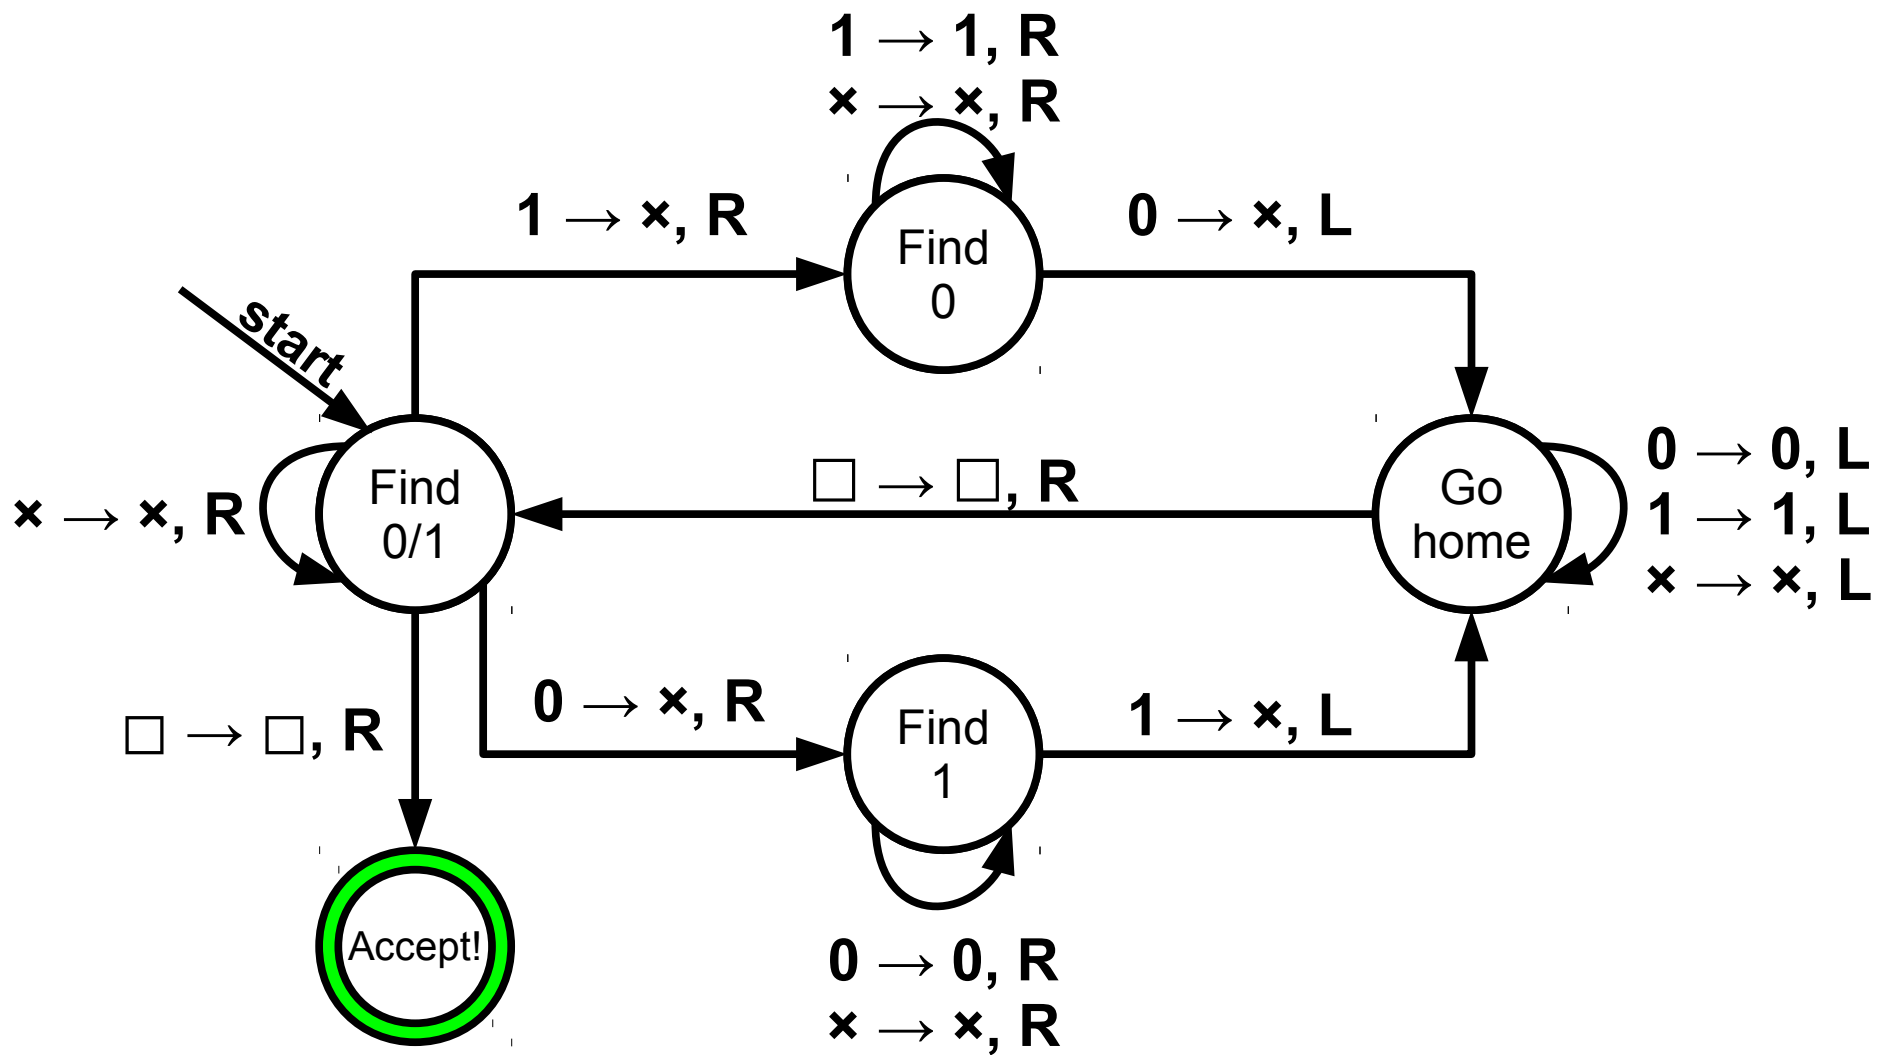 1 → 1, R
× → ×, R
1 → ×, R
Find
0
0 → ×, L
start
× → ×, R
Find
0/1
□ → □, R
Go
home
0 → 0, L
1 → 1, L
× → ×, L
□ → □, R
0 → ×, R
Find
1
1 → ×, L
Accept!
0 → 0, R
× → ×, R